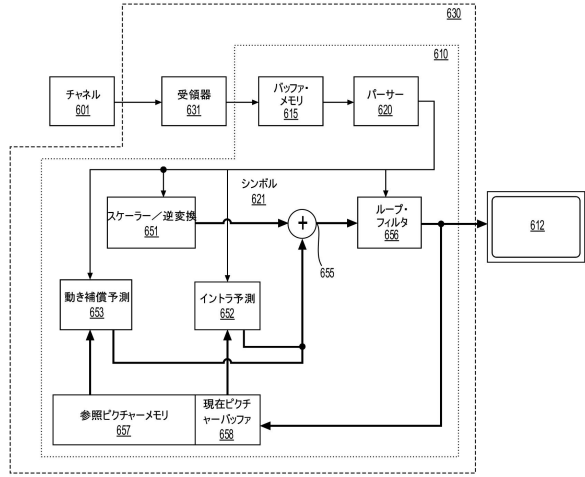 630
610
チャネル
601
受領器
631
バッファ・
メモリ
615
パーサー
620
シンボル
621
スケーラー／逆変換
651
+
655
ループ・
フィルタ
656
612
動き補償予測
653
イントラ予測
652
参照ピクチャーメモリ
657
現在ピク
チャーバッファ
658